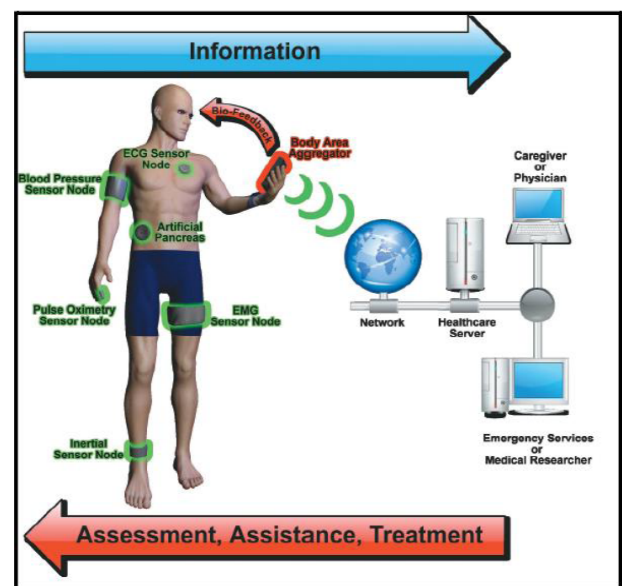 Information
Bio-Feedback
Body Area
Aggregator
ECG Sensor
Node
Blood Pressure
Sensor Node
Caregiver
or
Physician
Artificial
Pancreas
Pulse Oximetry
Sensor Node
EMG
Sensor Node
Network
Healthcare
Server
Inertial
Sensor Node
Emergency Services
or
Medical Researcher
Assessment, Assistance, Treatment